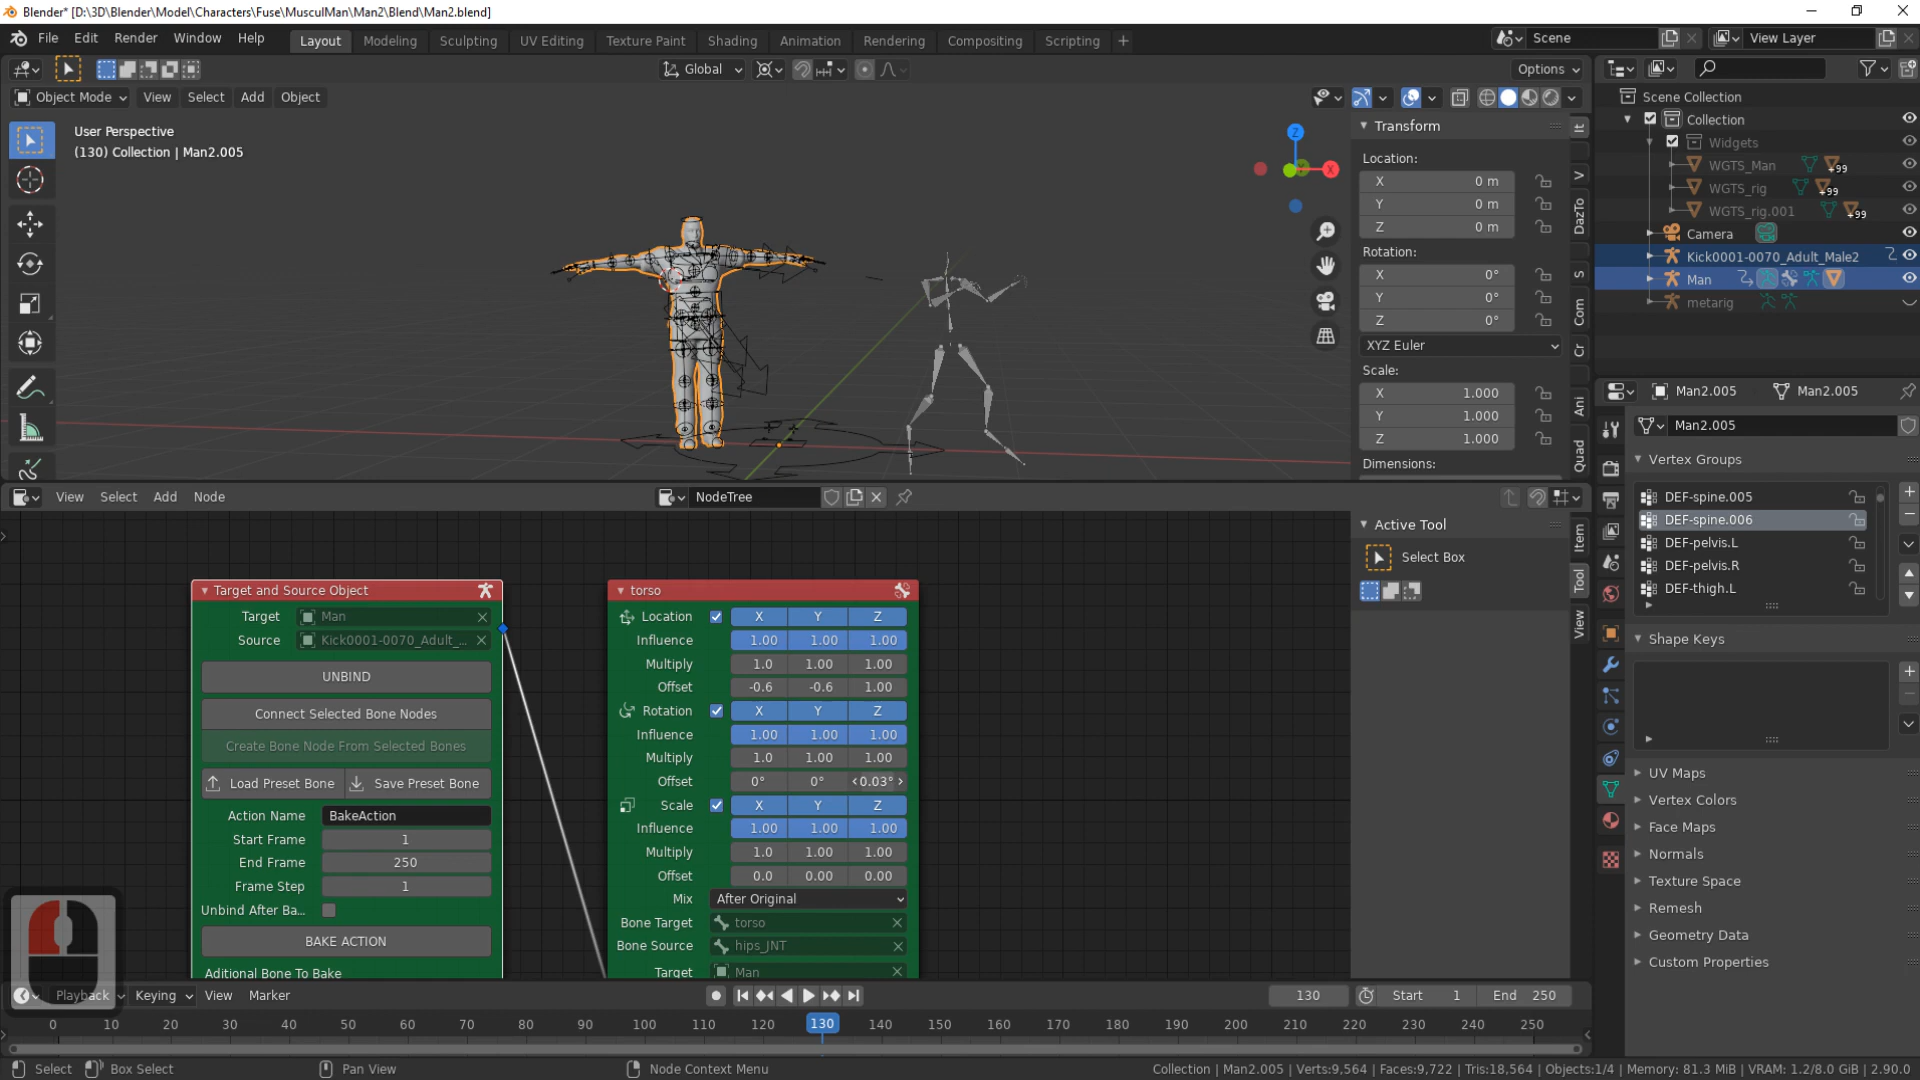 Blender* [D:\3D\Blender\Model\Characters\Fuse\MusculMan\Man2\Blend\Man2.blend]
File Edit Render Window Help Layout Modeling Sculpting UV Editing Texture Paint Shading Animation Rendering Compositing Scripting + Scene View Layer
Global Options
Object Mode View Select Add Object
User Perspective
(130) Collection | Man2.005
Z
X
Transform
Location:
X 0 m
Y 0 m
Z 0 m
Rotation:
X 0°
Y 0°
Z 0°
XYZ Euler
Scale:
X 1.000
Y 1.000
Z 1.000
Dimensions:
It
V
DazTo
S
Com
Cr
Ani
Quad
Scene Collection
Collection
Widgets
WGTS_Man +99
WGTS_rig +99
WGTS_rig.001 +99
Camera
Kick0001-0070_Adult_Male2
Man
metarig
Man2.005 Man2.005
Man2.005
Vertex Groups
DEF-spine.005
DEF-spine.006
DEF-pelvis.L
DEF-pelvis.R
DEF-thigh.L
Shape Keys
UV Maps
Vertex Colors
Face Maps
Normals
Texture Space
Remesh
Geometry Data
Custom Properties
View Select Add Node NodeTree
Active Tool
Select Box
Item
Tool
View
Target and Source Object
Target Man
Source Kick0001-0070_Adult_...
UNBIND
Connect Selected Bone Nodes
Create Bone Node From Selected Bones
Load Preset Bone Save Preset Bone
Action Name BakeAction
Start Frame 1
End Frame 250
Frame Step 1
Unbind After Ba...
BAKE ACTION
Aditional Bone To Bake
torso
Location X Y Z
Influence 1.00 1.00 1.00
Multiply 1.0 1.00 1.00
Offset -0.6 -0.6 1.00
Rotation X Y Z
Influence 1.00 1.00 1.00
Multiply 1.0 1.00 1.00
Offset 0° 0° 0.03°
Scale X Y Z
Influence 1.00 1.00 1.00
Multiply 1.0 1.00 1.00
Offset 0.0 0.00 0.00
Mix After Original
Bone Target torso
Bone Source hips_JNT
Target Man
Playback Keying View Marker 130 Start 1 End 250
0 10 20 30 40 50 60 70 80 90 100 110 120 130 140 150 160 170 180 190 200 210 220 230 240 250
Select Box Select Pan View Node Context Menu Collection | Man2.005 | Verts:9,564 | Faces:9,722 | Tris:18,564 | Objects:1/4 | Memory: 81.3 MiB | VRAM: 1.2/8.0 GiB | 2.90.0